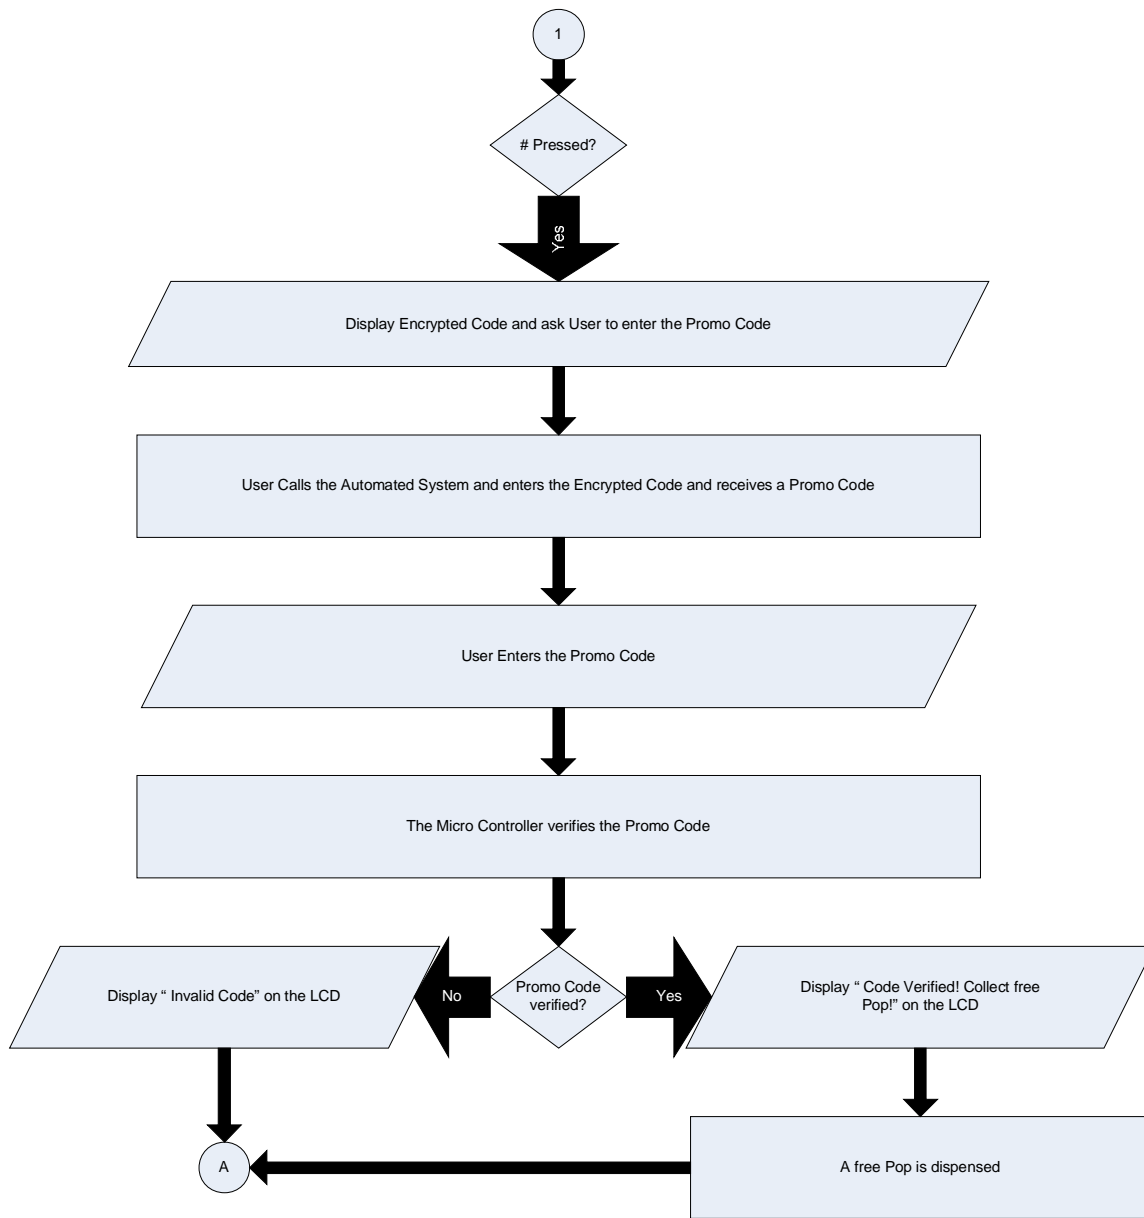 1
# Pressed?
Yes
Display Encrypted Code and ask User to enter the Promo Code
User Calls the Automated System and enters the Encrypted Code and receives a Promo Code
User Enters the Promo Code
The Micro Controller verifies the Promo Code
Display “ Invalid Code” on the LCD
No
Promo Code
verified?
Yes
Display “ Code Verified! Collect free
Pop!” on the LCD
A
A free Pop is dispensed